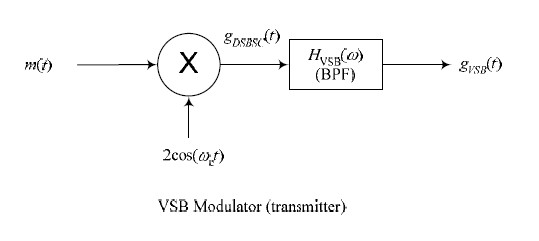 g_DSBSC(t)
m(t)
X
H_VSB(ω)
(BPF)
g_VSB(t)
2cos(ω_c t)
VSB Modulator (transmitter)